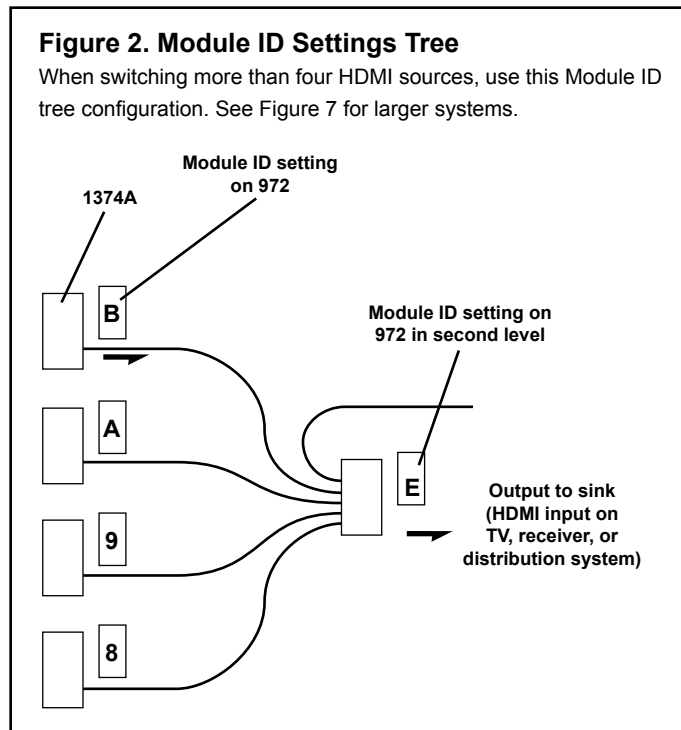 Figure 2. Module ID Settings Tree
When switching more than four HDMI sources, use this Module ID
tree configuration. See Figure 7 for larger systems.
Module ID setting
on 972
1374A
B
Module ID setting on
972 in second level
A
E
Output to sink
(HDMI input on
TV, receiver, or
distribution system)
9
8